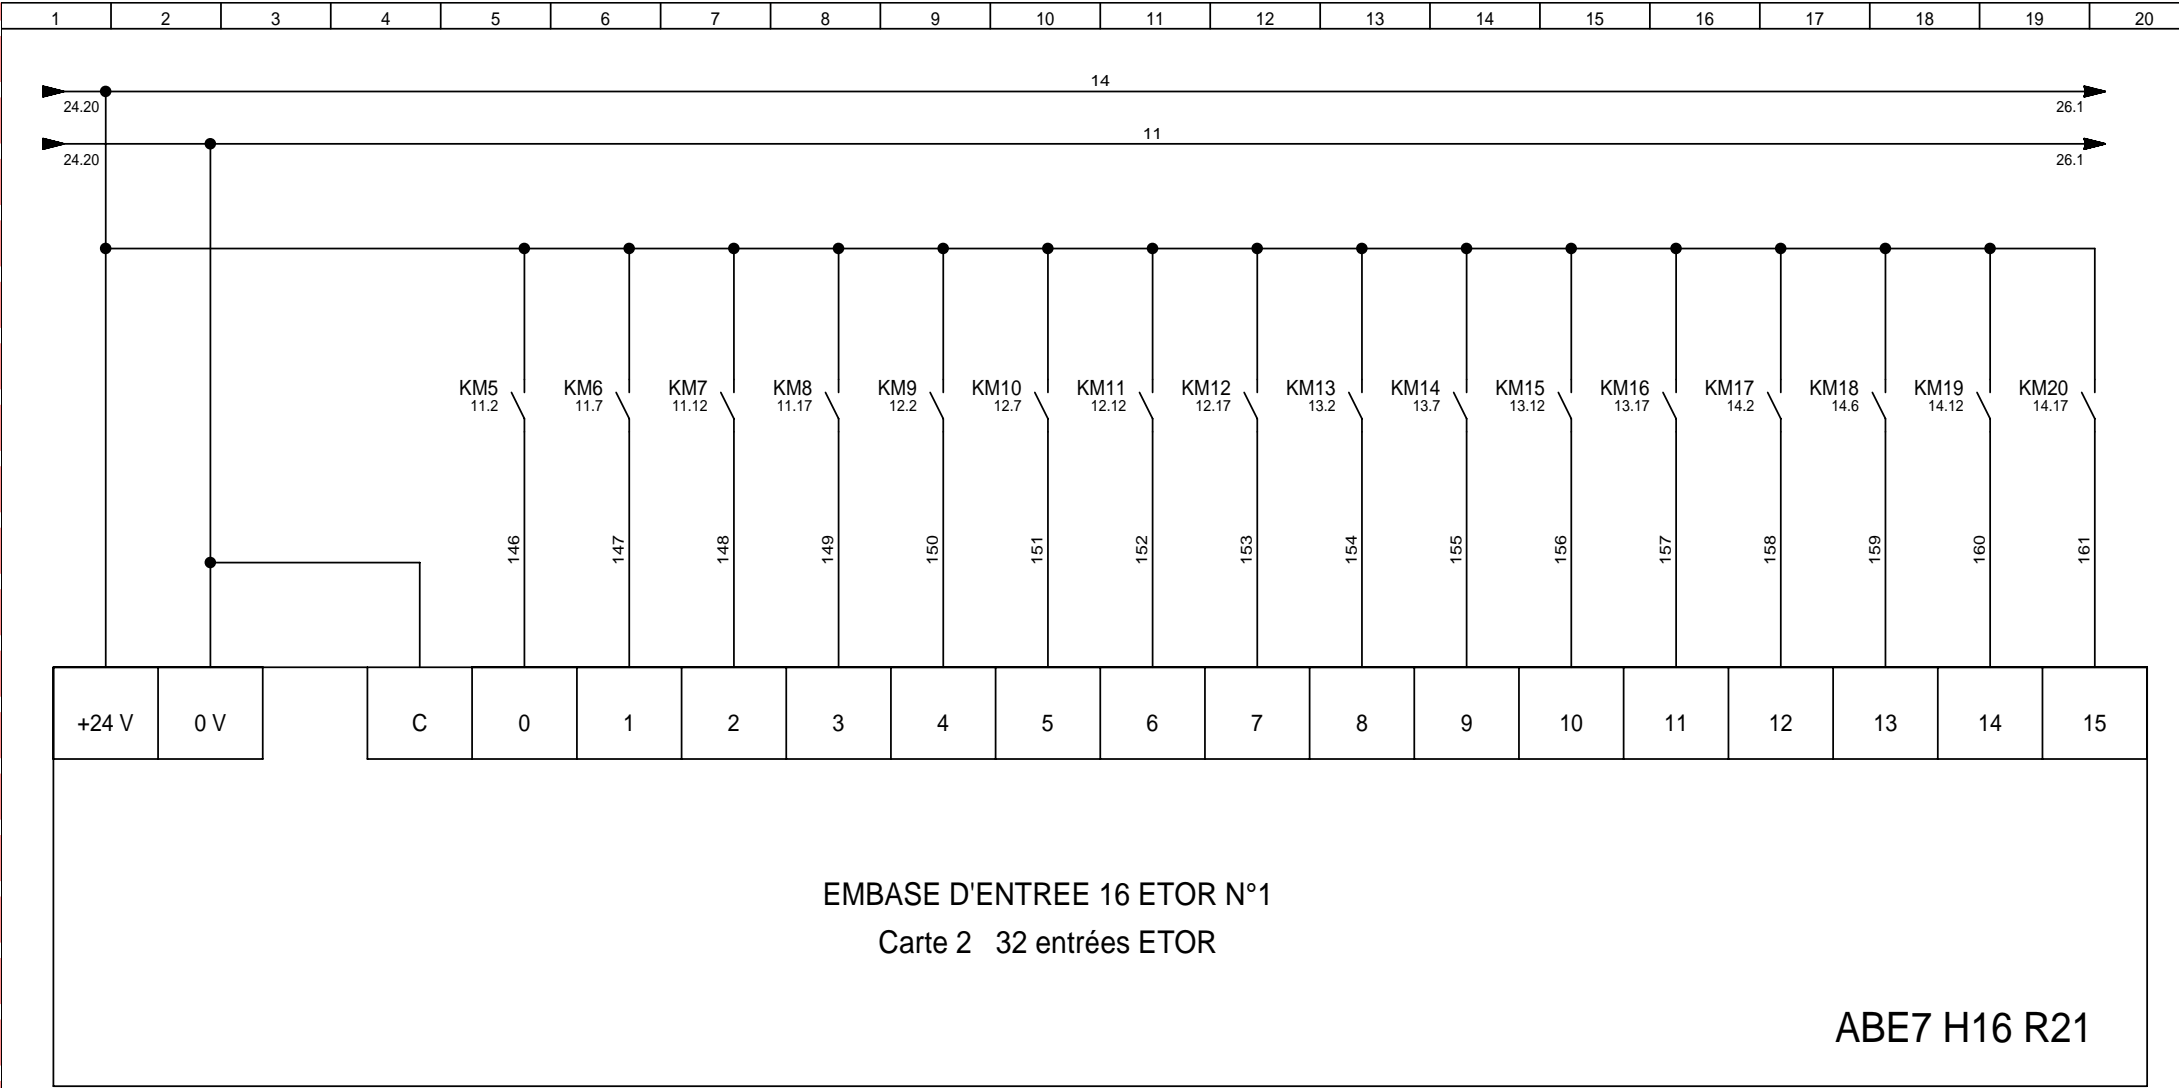 1 2 3 4 5 6 7 8 9 10 11 12 13 14 15 16 17 18 19 20
14
24.20 26.1
11
24.20 26.1
KM5 KM6 KM7 KM8 KM9 KM10 KM11 KM12 KM13 KM14 KM15 KM16 KM17 KM18 KM19 KM20
11.2 11.7 11.12 11.17 12.2 12.7 12.12 12.17 13.2 13.7 13.12 13.17 14.2 14.6 14.12 14.17
146 147 148 149 150 151 152 153 154 155 156 157 158 159 160 161
+24 V 0 V C 0 1 2 3 4 5 6 7 8 9 10 11 12 13 14 15
EMBASE D'ENTREE 16 ETOR N°1
Carte 2 32 entrées ETOR
ABE7 H16 R21